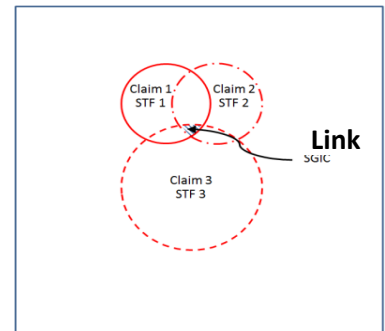 Claim 1
STF 1
Claim 2
STF 2
Link
SGIC
Claim 3
STF 3